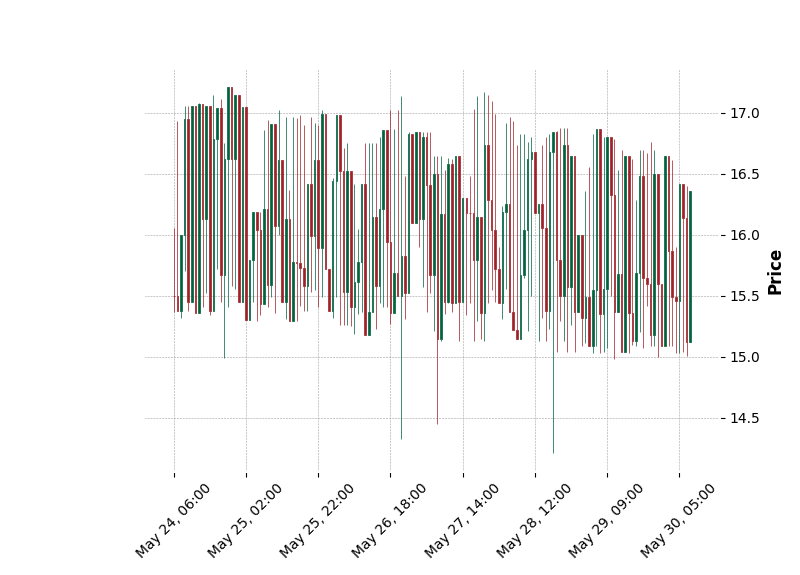 17.0
16.5
16.0
15.5
15.0
14.5
Price
May 24, 06:00
May 25, 02:00
May 25, 22:00
May 26, 18:00
May 27, 14:00
May 28, 12:00
May 29, 09:00
May 30, 05:00